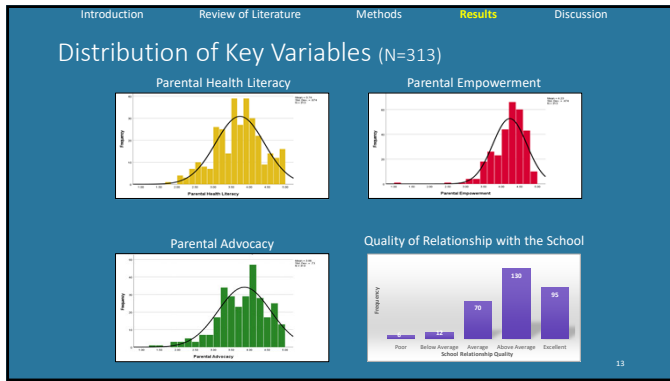 Introduction Review of Literature Methods Results Discussion
Distribution of Key Variables (N=313)
Parental Health Literacy
Frequency
Parental Health Literacy
Parental Empowerment
Frequency
Parental Empowerment
Parental Advocacy
Frequency
Parental Advocacy
Quality of Relationship with the School
Frequency
6 12 70 130 95
Poor Below Average Average Above Average Excellent
School Relationship Quality
13